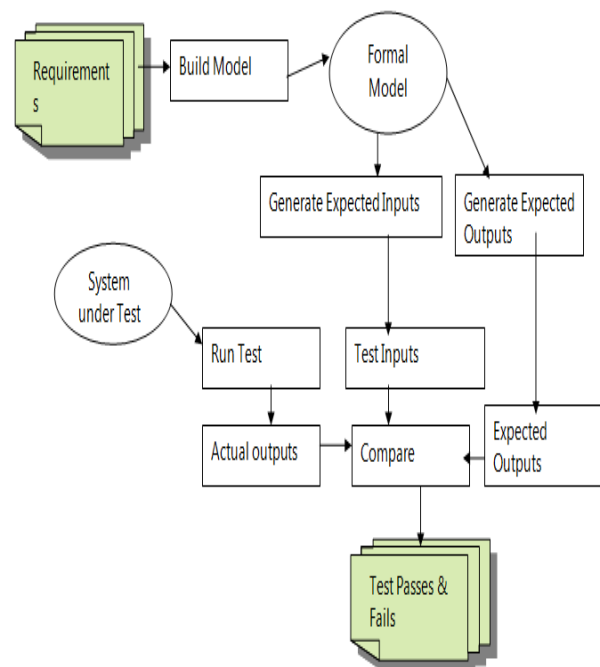 Requirement
s
Build Model
Formal
Model
Generate Expected Inputs
Generate Expected
Outputs
System
under Test
Run Test
Test Inputs
Actual outputs
Compare
Expected
Outputs
Test Passes &
Fails